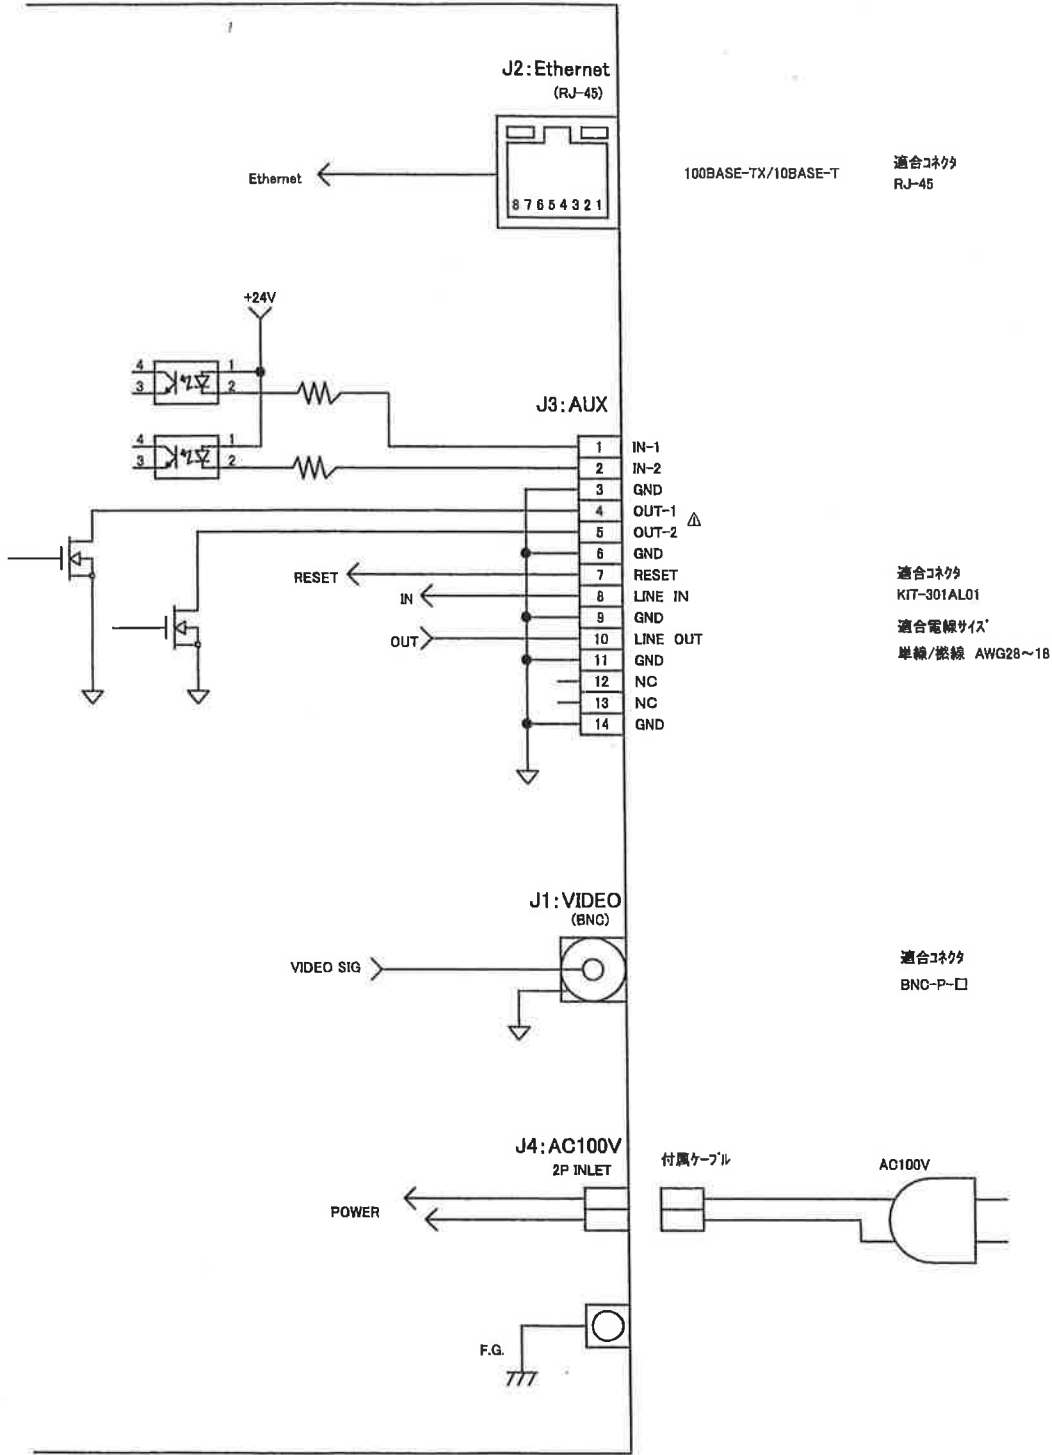 J2:Ethernet
(RJ-45)
Ethernet
8 7 6 5 4 3 2 1
100BASE-TX/10BASE-T
適合コネクタ
RJ-45
+24V
4
3
1
2
4
3
1
2
J3:AUX
1 IN-1
2 IN-2
3 GND
4 OUT-1
5 OUT-2
6 GND
RESET 7 RESET
IN 8 LINE IN
9 GND
OUT 10 LINE OUT
11 GND
12 NC
13 NC
14 GND
適合コネクタ
KIT-301AL01
適合電線サイズ
単線/撚線 AWG28～18
J1:VIDEO
(BNC)
VIDEO SIG
適合コネクタ
BNC-P-口
J4:AC100V
2P INLET
POWER
付属ケーブル
AC100V
F.G.